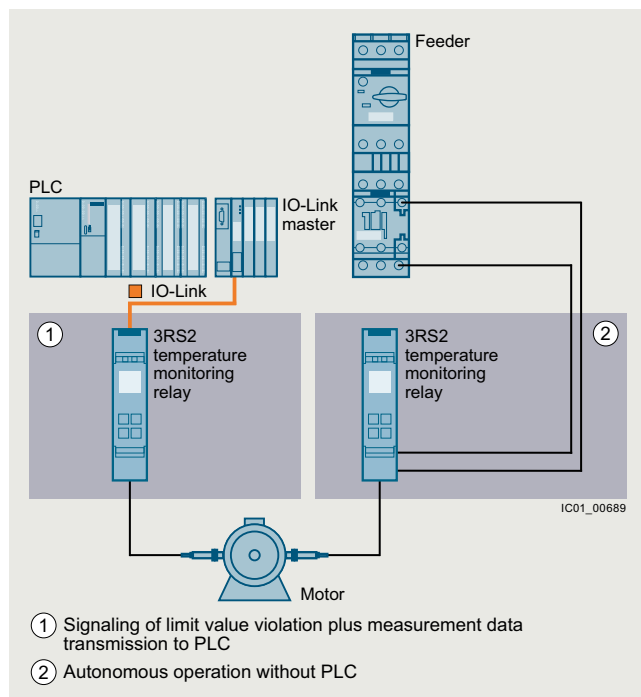 Feeder
PLC
IO-Link
master
IO-Link
1
3RS2
temperature
monitoring
relay
3RS2
temperature
monitoring
relay
2
IC01_00689
Motor
1 Signaling of limit value violation plus measurement data
transmission to PLC
2 Autonomous operation without PLC